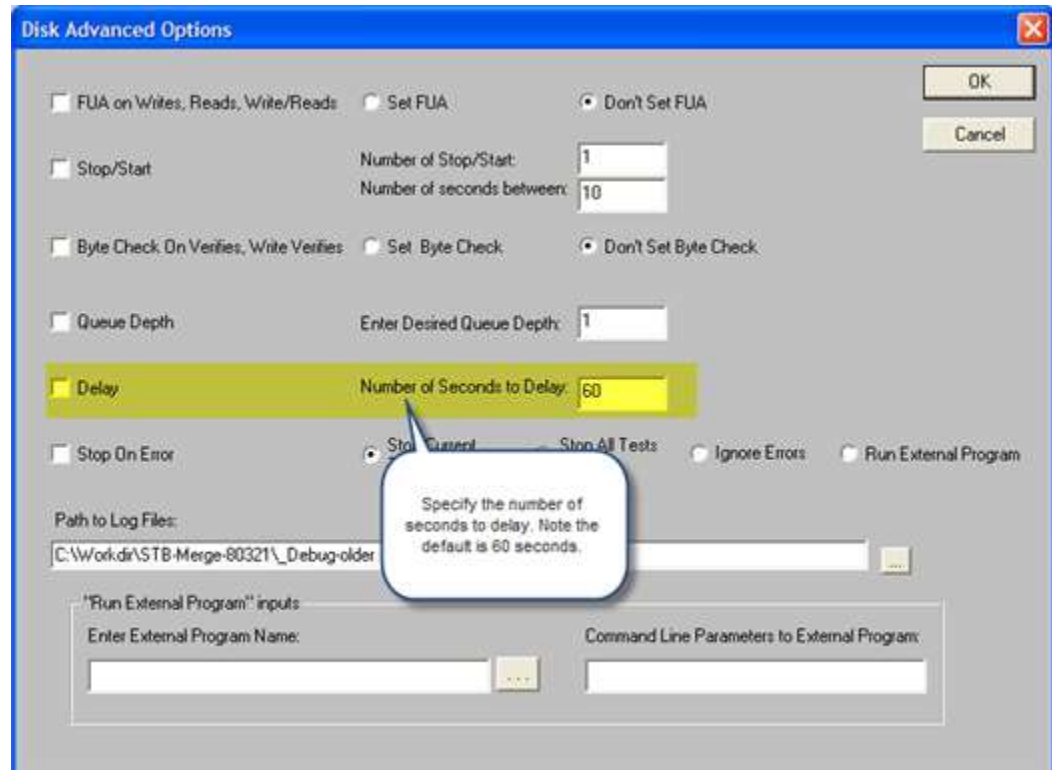 Disk Advanced Options
OK
Cancel
FUA on Writes, Reads, Write/Reads Set FUA Don't Set FUA
Stop/Start Number of Stop/Start: 1
Number of seconds between: 10
Byte Check On Verifies, Write Verifies Set Byte Check Don't Set Byte Check
Queue Depth Enter Desired Queue Depth: 1
Delay Number of Seconds to Delay: 60
Stop On Error Current Stop All Tests Ignore Errors Run External Program
Specify the number of
seconds to delay. Note the
default is 60 seconds.
Path to Log Files:
C:\Workdir\STB-Merge-80321\_Debug-older
...
"Run External Program" inputs
Enter External Program Name: Command Line Parameters to External Program:
...